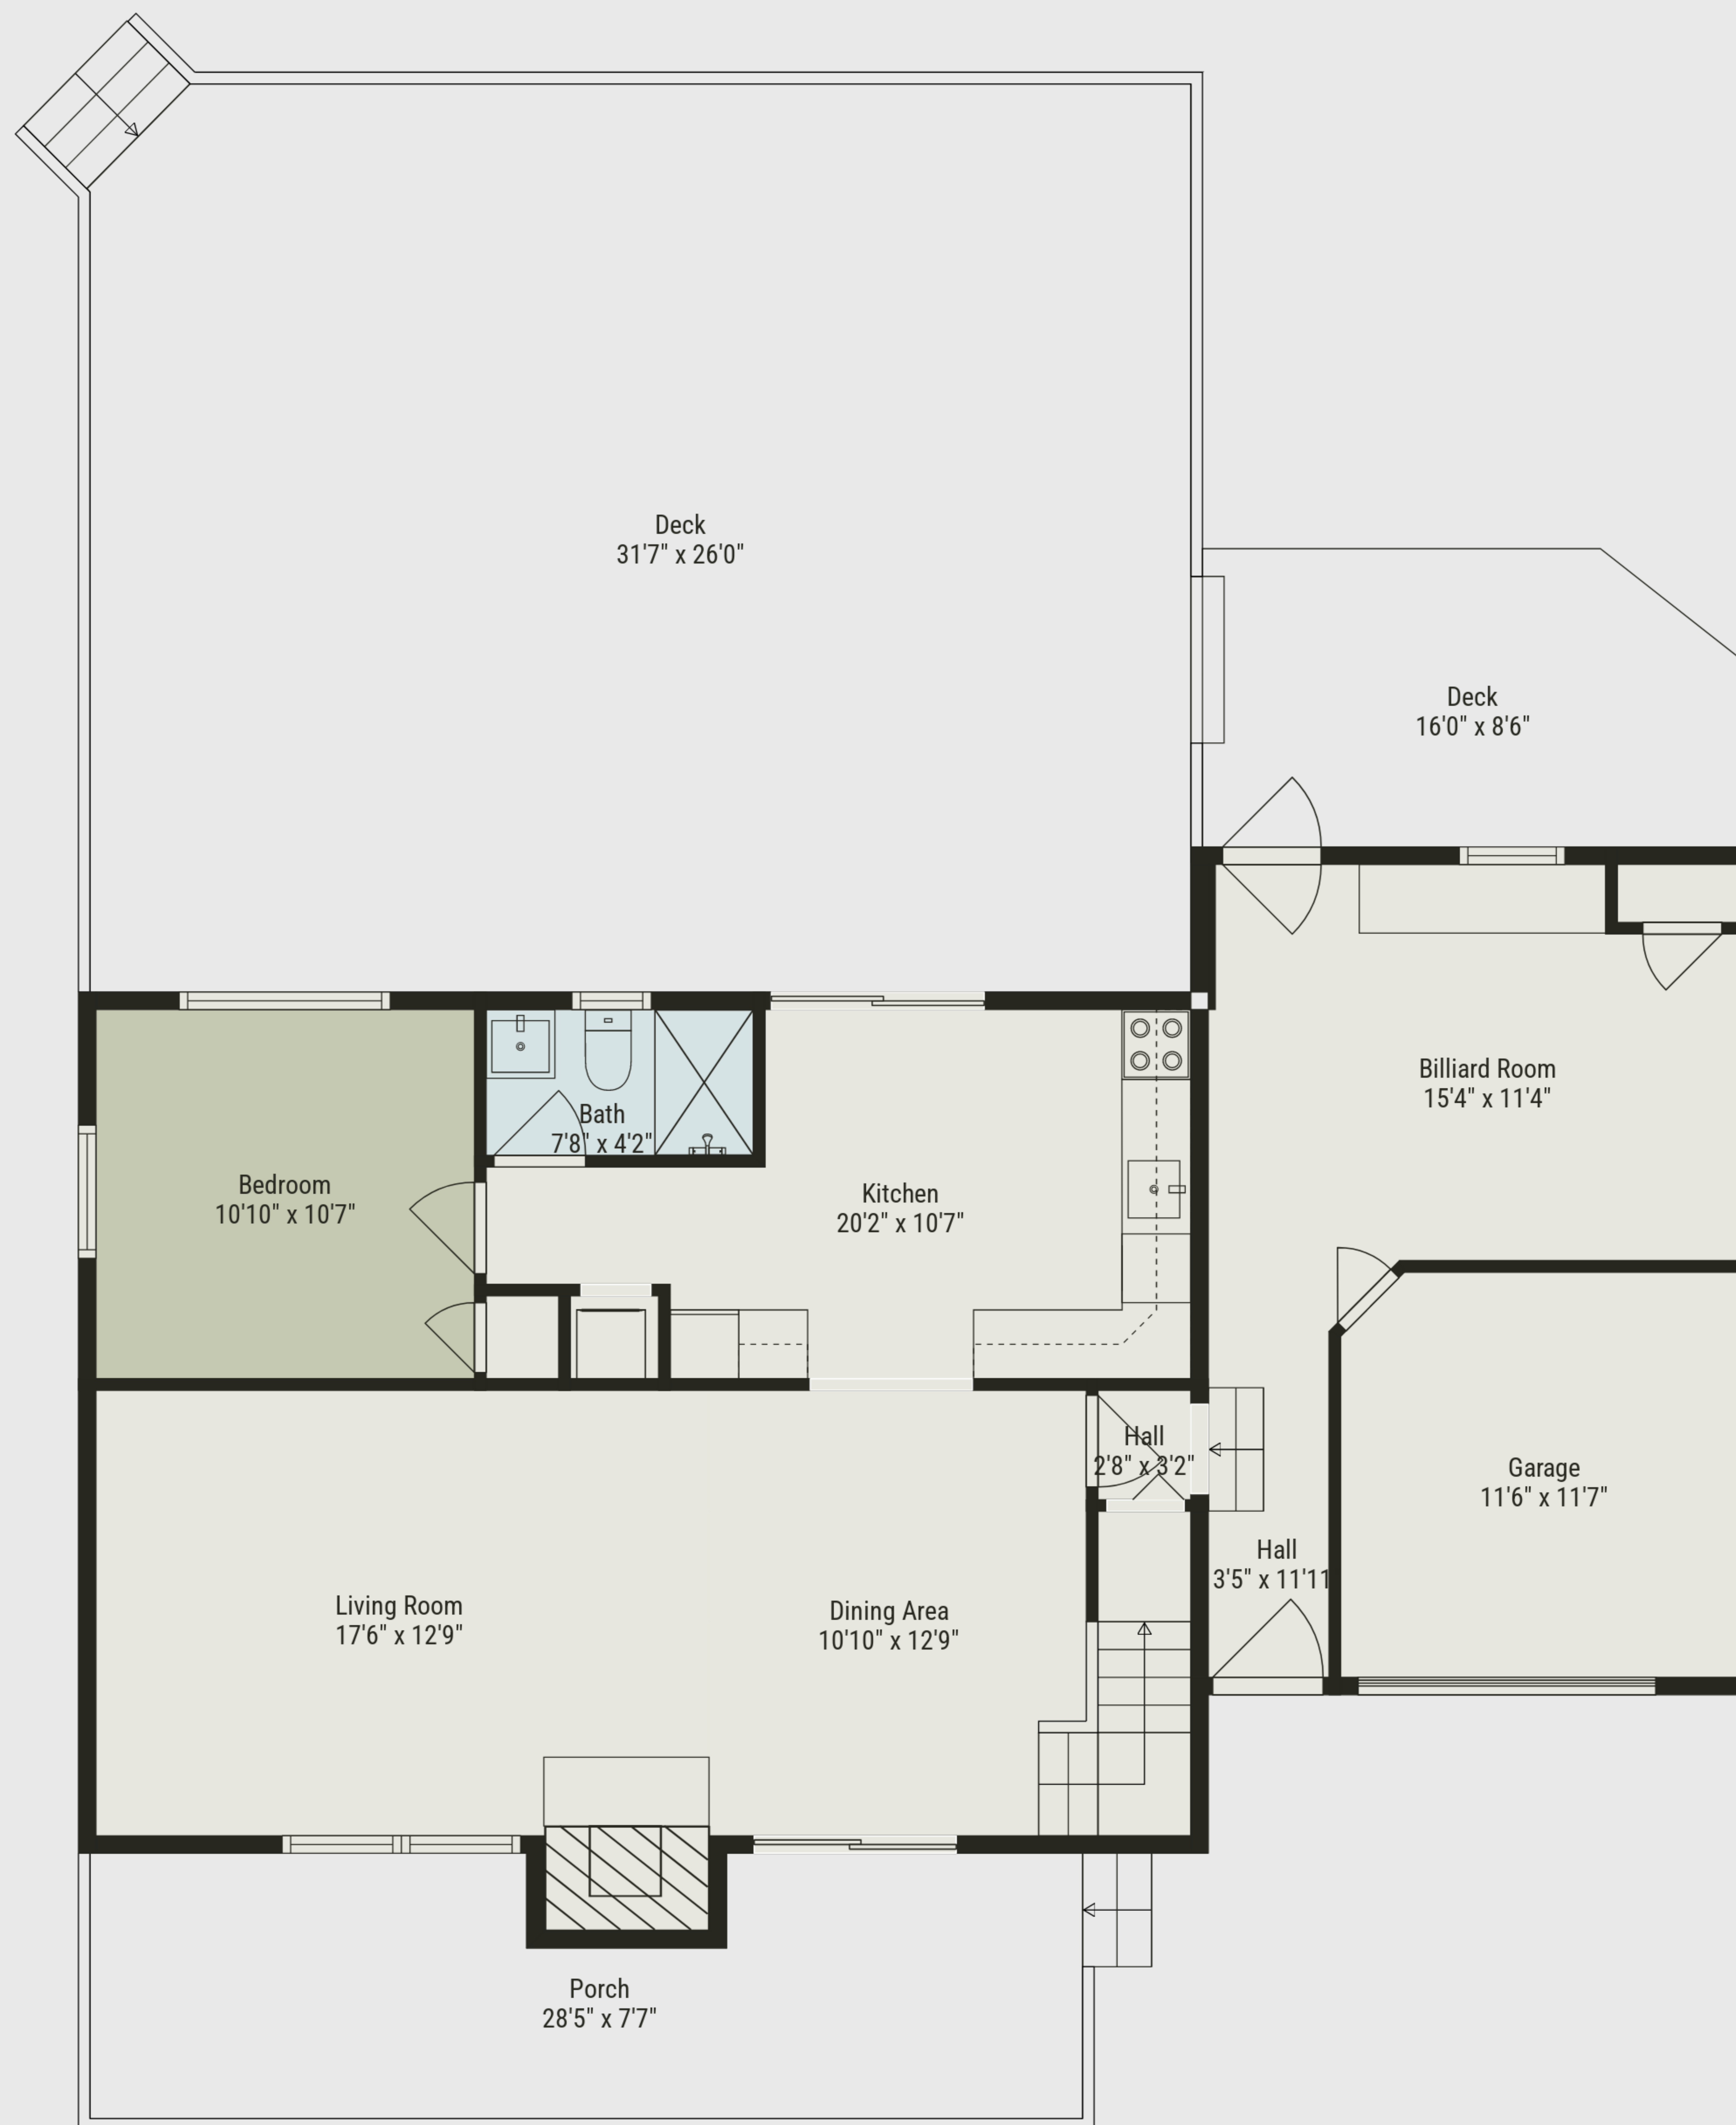 Deck
31'7" x 26'0"
Deck
16'0" x 8'6"
Billiard Room
15'4" x 11'4"
Bath
7'8" x 4'2"
Bedroom
10'10" x 10'7"
Kitchen
20'2" x 10'7"
Hall
2'8" x 3'2"
Garage
11'6" x 11'7"
Hall
3'5" x 11'11
Living Room
17'6" x 12'9"
Dining Area
10'10" x 12'9"
Porch
28'5" x 7'7"